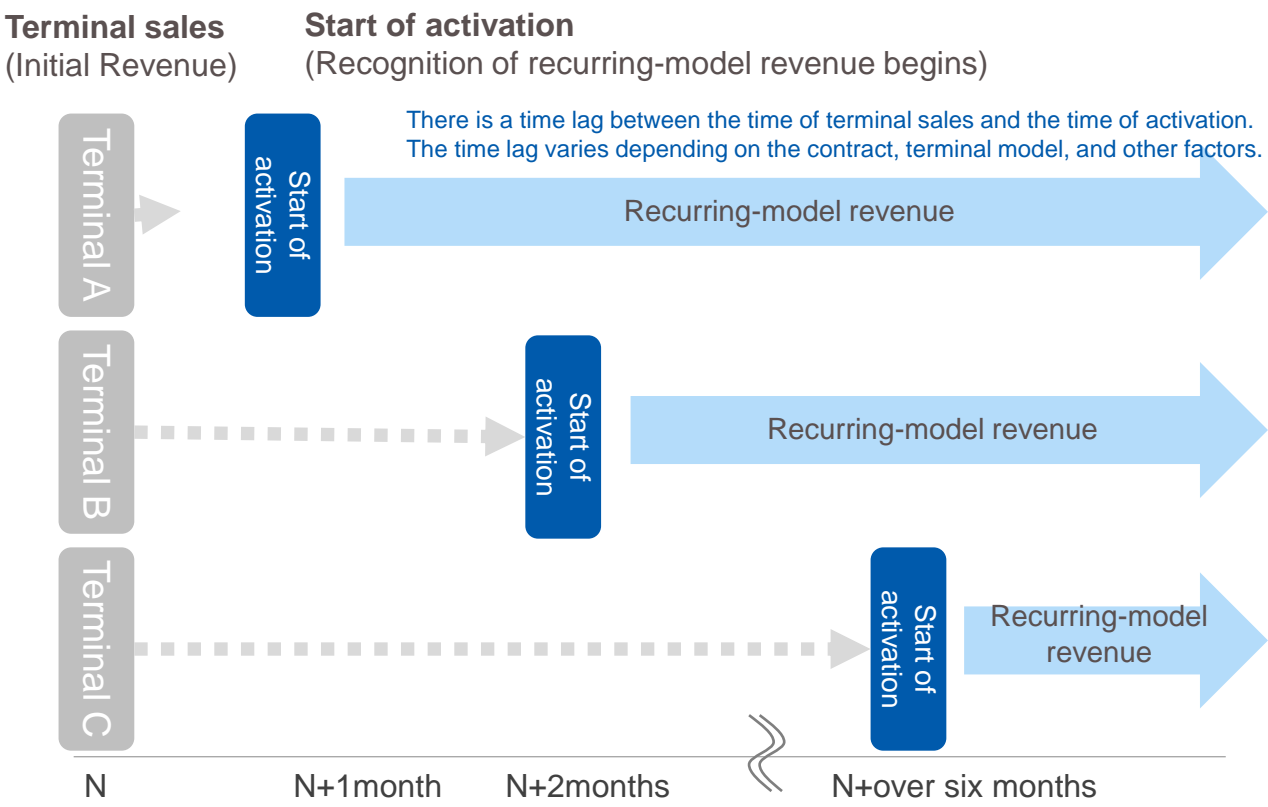 Terminal sales
(Initial Revenue)
Start of activation
(Recognition of recurring-model revenue begins)
There is a time lag between the time of terminal sales and the time of activation.
The time lag varies depending on the contract, terminal model, and other factors.
Terminal A
Start of
activation
Recurring-model revenue
Terminal B
Start of
activation
Recurring-model revenue
Terminal C
Start of
activation
Recurring-model
revenue
N
N+1month
N+2months
N+over six months